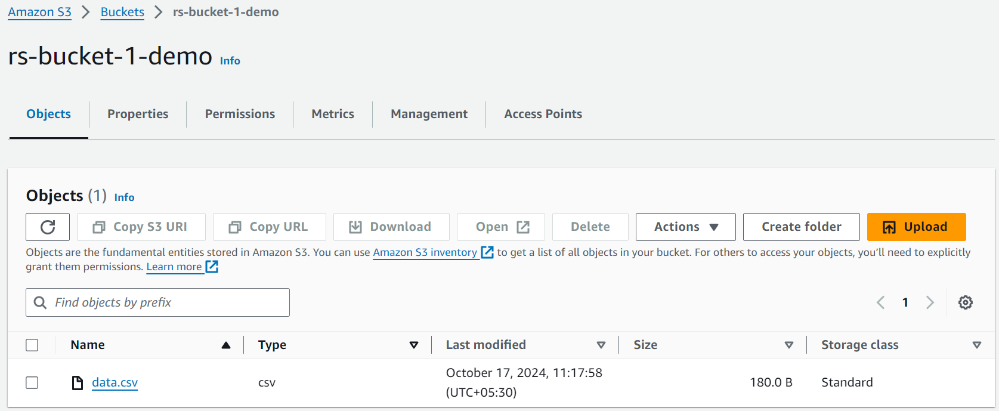 Amazon S3 > Buckets > rs-bucket-1-demo
rs-bucket-1-demo Info
Objects Properties Permissions Metrics Management Access Points
Objects (1) Info
Copy S3 URI Copy URL Download Open Delete Actions Create folder Upload
Objects are the fundamental entities stored in Amazon S3. You can use Amazon S3 inventory to get a list of all objects in your bucket. For others to access your objects, you’ll need to explicitly
grant them permissions. Learn more
Find objects by prefix
1
Name Type Last modified Size Storage class
data.csv csv October 17, 2024, 11:17:58 180.0 B Standard
(UTC+05:30)